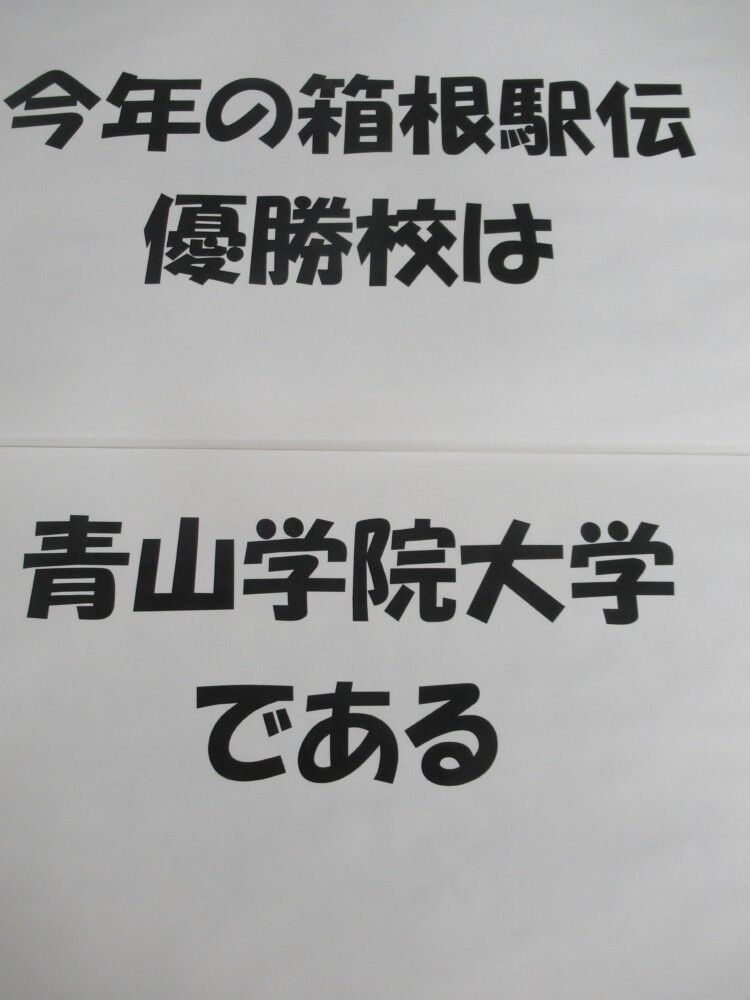 今年の箱根駅伝
優勝校は
青山学院大学
である